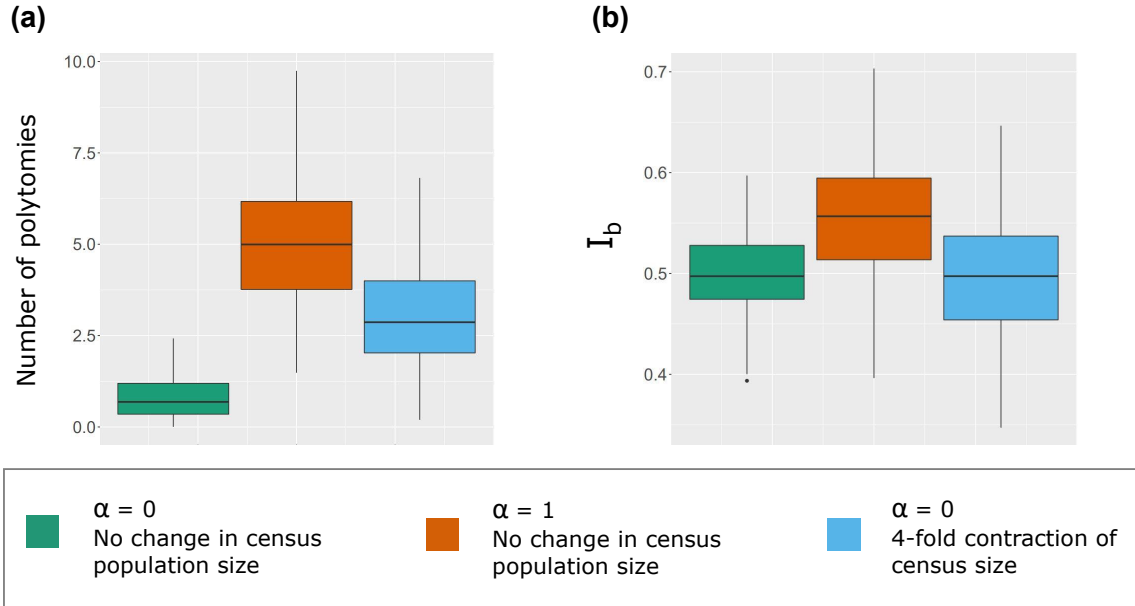 (a)
(b)
Number of polytomies
10.0
7.5
5.0
2.5
0.0
I_b
0.7
0.6
0.5
0.4
α = 0
No change in census
population size
α = 1
No change in census
population size
α = 0
4-fold contraction of
census size